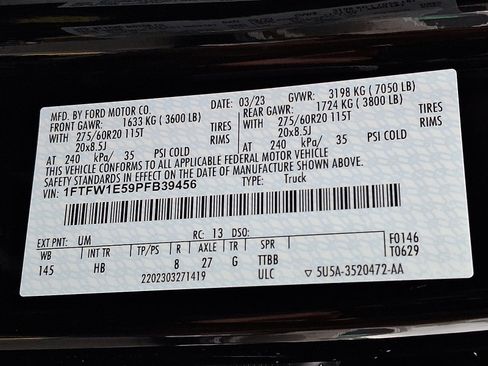 MFD. BY FORD MOTOR CO.
DATE: 03/23 GVWR: 3198 KG ( 7050 LB)
FRONT GAWR: 1633 KG ( 3600 LB)
REAR GAWR: 1724 KG ( 3800 LB)
WITH 275/60R20 115T TIRES
WITH 275/60R20 115T TIRES
20x8.5J RIMS
20x8.5J RIMS
AT 240 kPa/ 35 PSI COLD
AT 240 kPa/ 35 PSI COLD
THIS VEHICLE CONFORMS TO ALL APPLICABLE FEDERAL MOTOR VEHICLE
SAFETY STANDARDS IN EFFECT ON THE DATE OF MANUFACTURE SHOWN ABOVE.
VIN: 1FTFW1E59PFB39456 TYPE: Truck
EXT PNT: UM RC: 13 DSO: F0146
WB HB TP/PS R AXLE TR SPR T0629
145 8 27 G TTBB
2202303271419 ULC ▽ 5U5A-3520472-AA